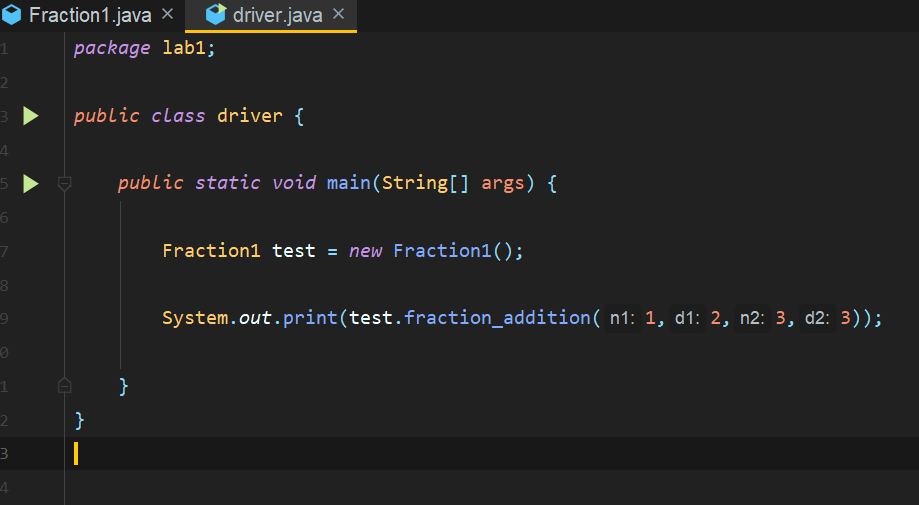 Fraction1.java × driver.java ×
1 package lab1;
2
3 public class driver {
4
5 public static void main(String[] args) {
6
7 Fraction1 test = new Fraction1();
8
9 System.out.print(test.fraction_addition( n1: 1, d1: 2, n2: 3, d2: 3));
0
1 }
2 }
3
4